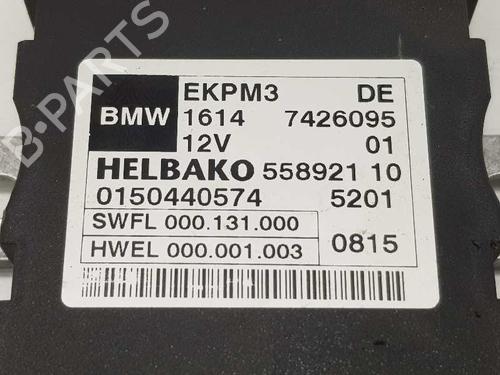 BMW EKPM3 DE
1614 7426095
12V 01
HELBAKO 558921 10
0150440574 5201
SWFL 000.131.000
HWEL 000.001.003 0815
B-PARTS